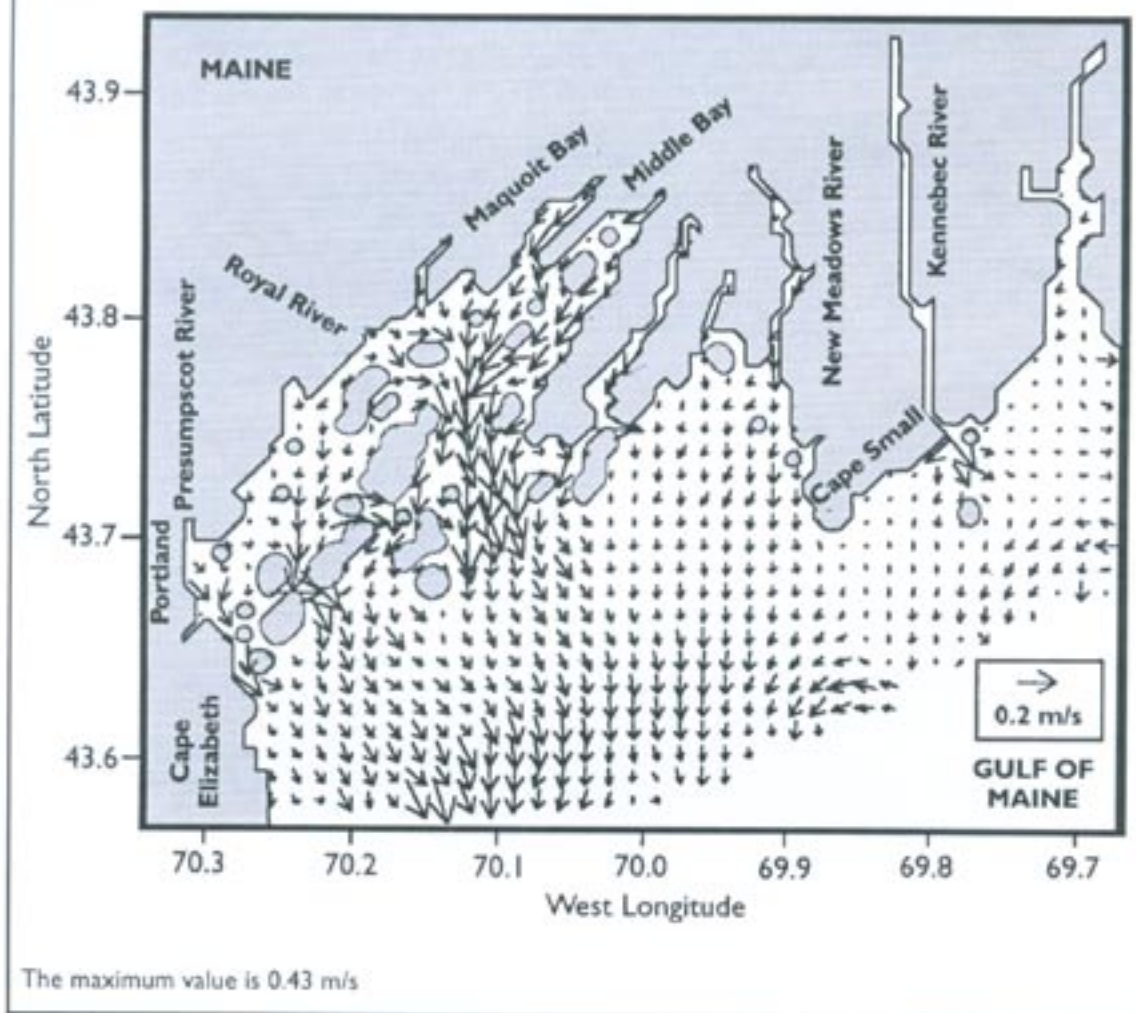 MAINE
43.9
43.8
43.7
43.6
North Latitude
Maquoit Bay
Middle Bay
Royal River
Presumpscot River
Portland
Cape
Elizabeth
New Meadows River
Kennebec River
Cape Small
0.2 m/s
GULF OF
MAINE
70.3
70.2
70.1
70.0
69.9
69.8
69.7
West Longitude
The maximum value is 0.43 m/s